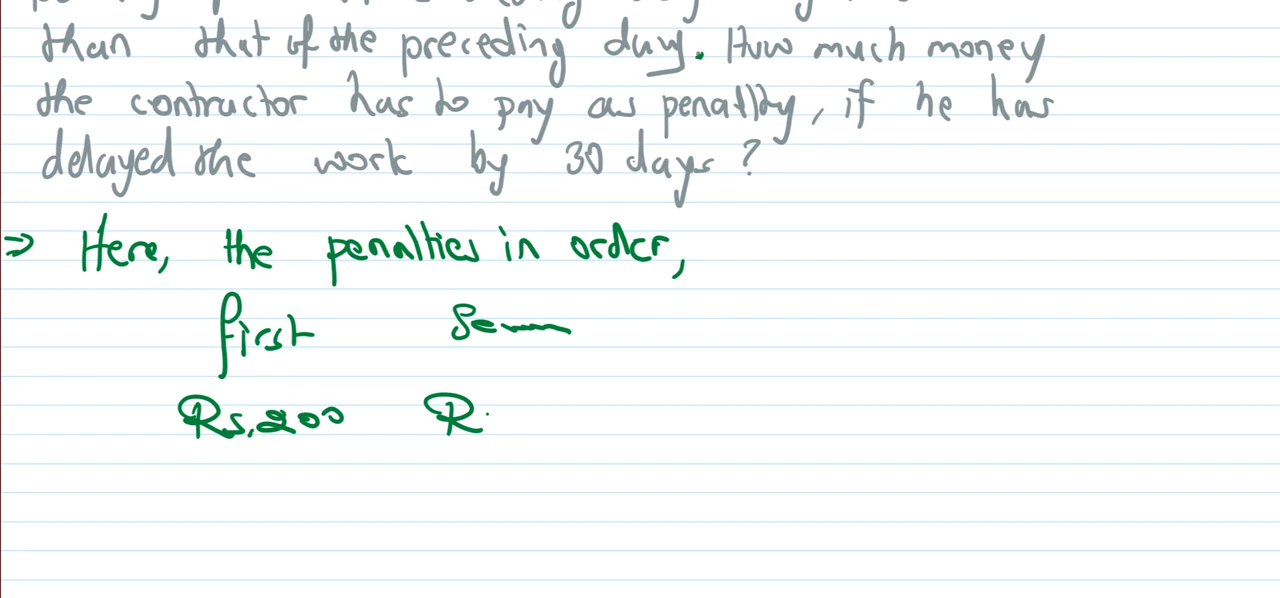 than that of the preceding day. How much money
the contractor has to pay as penallty, if he has
delayed the work by 30 days?
⇒ Here, the penalties in order,
first
Rs.200 R.